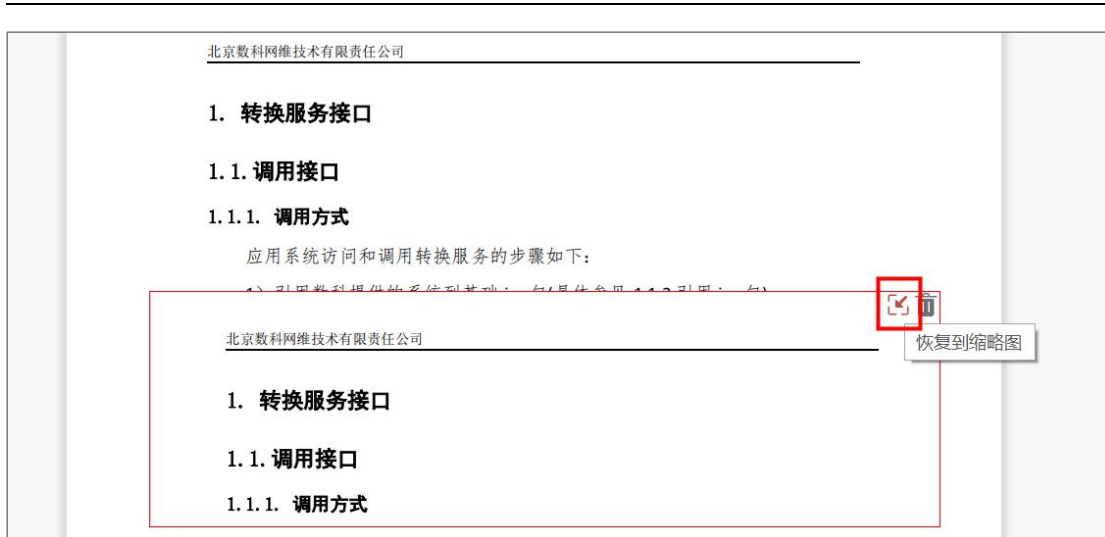 北京数科网维技术有限责任公司
1. 转换服务接口
1.1.调用接口
1.1.1. 调用方式
应用系统访问和调用转换服务的步骤如下:
北京数科网维技术有限责任公司
恢复到缩略图
1. 转换服务接口
1.1.调用接口
1.1.1. 调用方式